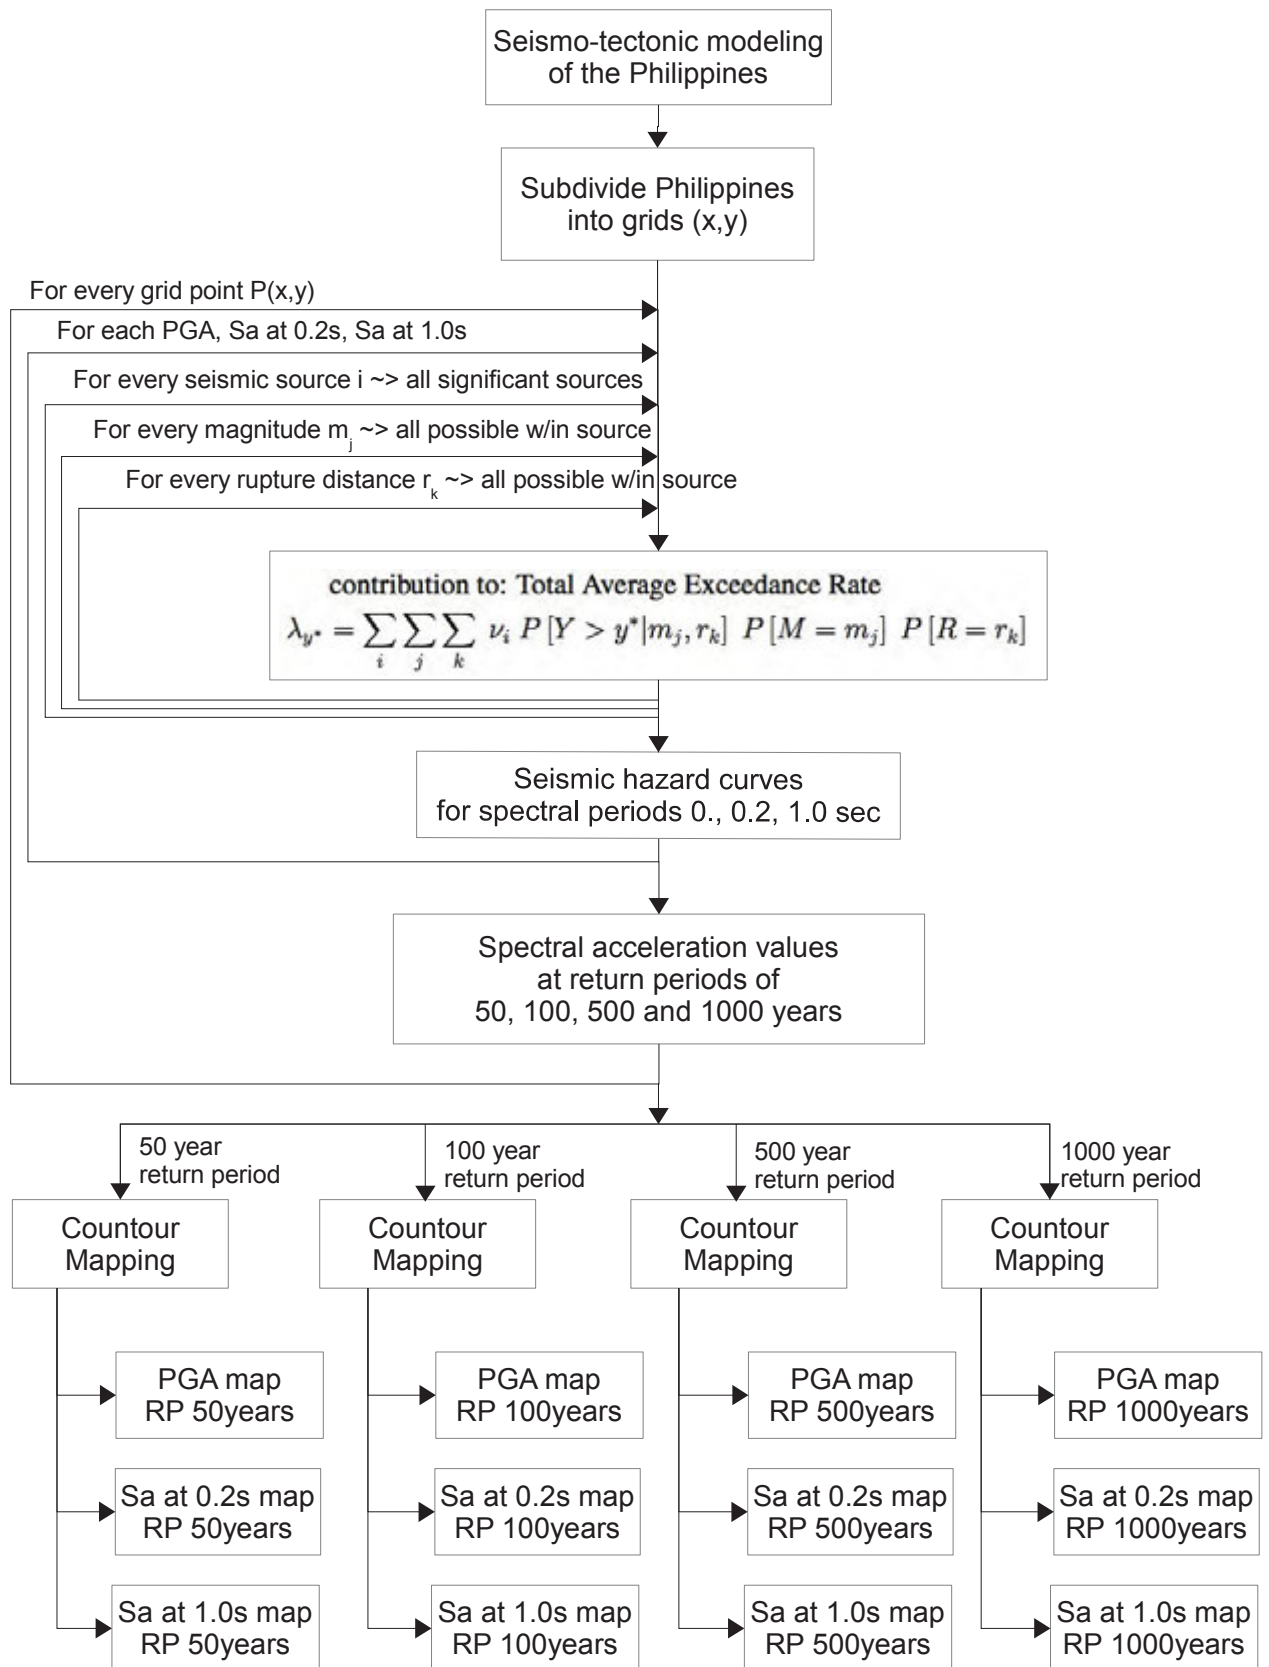 Seismo-tectonic modeling
of the Philippines
Subdivide Philippines
into grids (x,y)
For every grid point P(x,y)
For each PGA, Sa at 0.2s, Sa at 1.0s
For every seismic source i ~> all significant sources
For every magnitude m_j ~> all possible w/in source
For every rupture distance r_k ~> all possible w/in source
contribution to: Total Average Exceedance Rate
λ_{y*} = ∑_i ∑_j ∑_k ν_i P[Y > y*|m_j, r_k] P[M = m_j] P[R = r_k]
Seismic hazard curves
for spectral periods 0., 0.2, 1.0 sec
Spectral acceleration values
at return periods of
50, 100, 500 and 1000 years
50 year
return period
100 year
return period
500 year
return period
1000 year
return period
Countour
Mapping
Countour
Mapping
Countour
Mapping
Countour
Mapping
PGA map
RP 50years
PGA map
RP 100years
PGA map
RP 500years
PGA map
RP 1000years
Sa at 0.2s map
RP 50years
Sa at 0.2s map
RP 100years
Sa at 0.2s map
RP 500years
Sa at 0.2s map
RP 1000years
Sa at 1.0s map
RP 50years
Sa at 1.0s map
RP 100years
Sa at 1.0s map
RP 500years
Sa at 1.0s map
RP 1000years